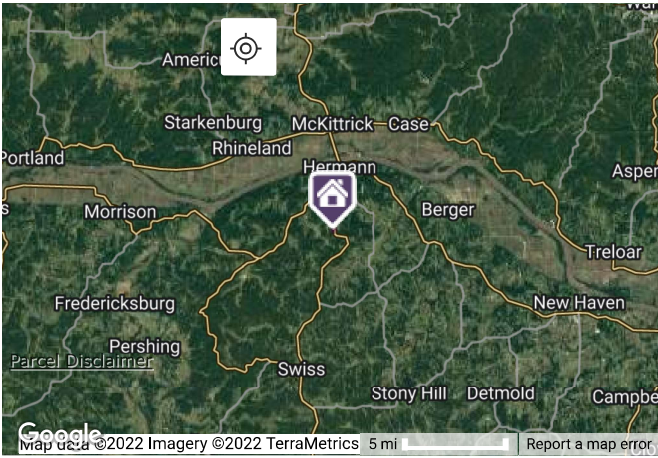 Americ
Starkenburg
McKittrick
Case
Portland
Rhineland
Hermann
Asper
s
Morrison
Berger
Treloar
Fredericksburg
New Haven
Pershing
Parcel Disclaimer
Swiss
Stony Hill
Detmold
Campbe
Google
Map data ©2022 Imagery ©2022 TerraMetrics
5 mi
Report a map error